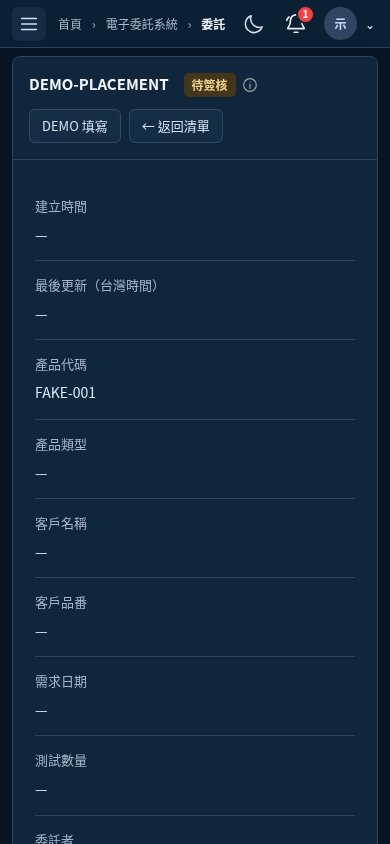 首頁 › 電子委託系統 › 委託
1
示
DEMO-PLACEMENT 待簽核
DEMO 填寫 ← 返回清單
建立時間
—
最後更新（台灣時間）
—
產品代碼
FAKE-001
產品類型
—
客戶名稱
—
客戶品番
—
需求日期
—
測試數量
—
委託者